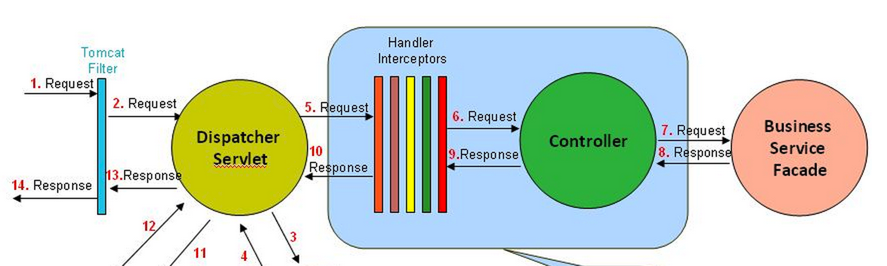 Tomcat
Filter
1. Request
2. Request
Dispatcher
Servlet
13.Response
14. Response
Handler
Interceptors
5. Request
10
Response
6. Request
9.Response
Controller
7. Request
8. Response
Business
Service
Facade
12
11
4
3